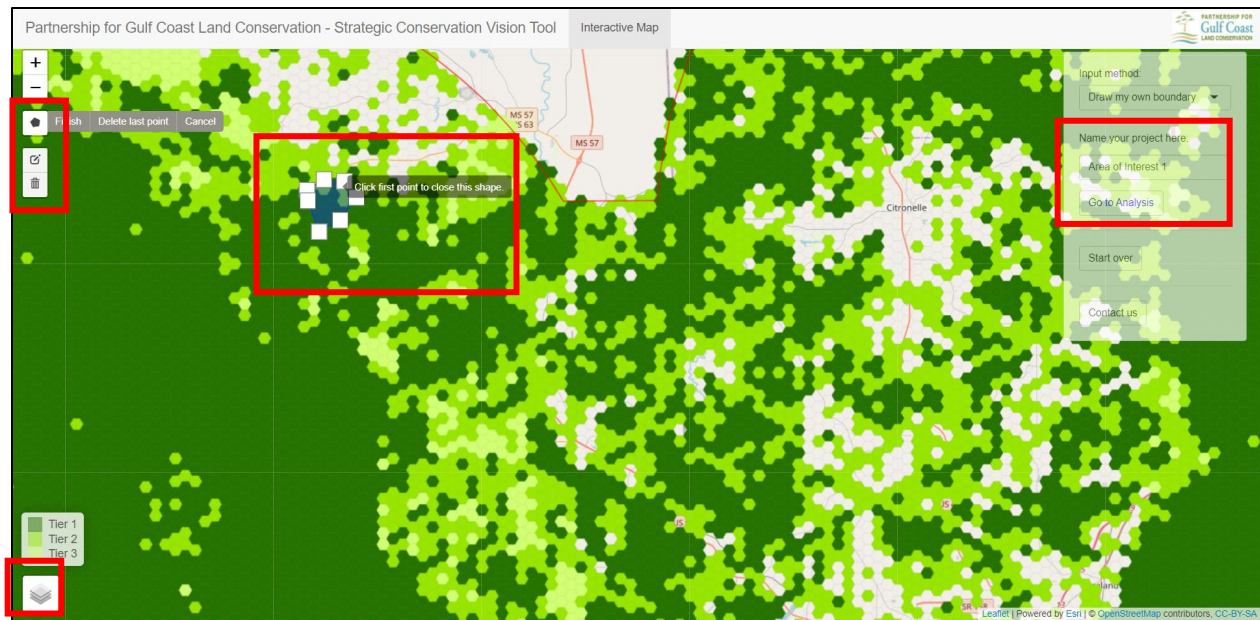 Partnership for Gulf Coast Land Conservation - Strategic Conservation Vision Tool
Interactive Map
PARTNERSHIP FOR
Gulf Coast
LAND CONSERVATION
+
−
Finish Delete last point Cancel
MS 57
MS 57
Click first point to close this shape.
Citronelle
Input method:
Draw my own boundary
Name your project here:
Area of Interest 1
Go to Analysis
Start over
Contact us
Tier 1
Tier 2
Tier 3
US
Leaflet | Powered by Esri | © OpenStreetMap contributors, CC-BY-SA